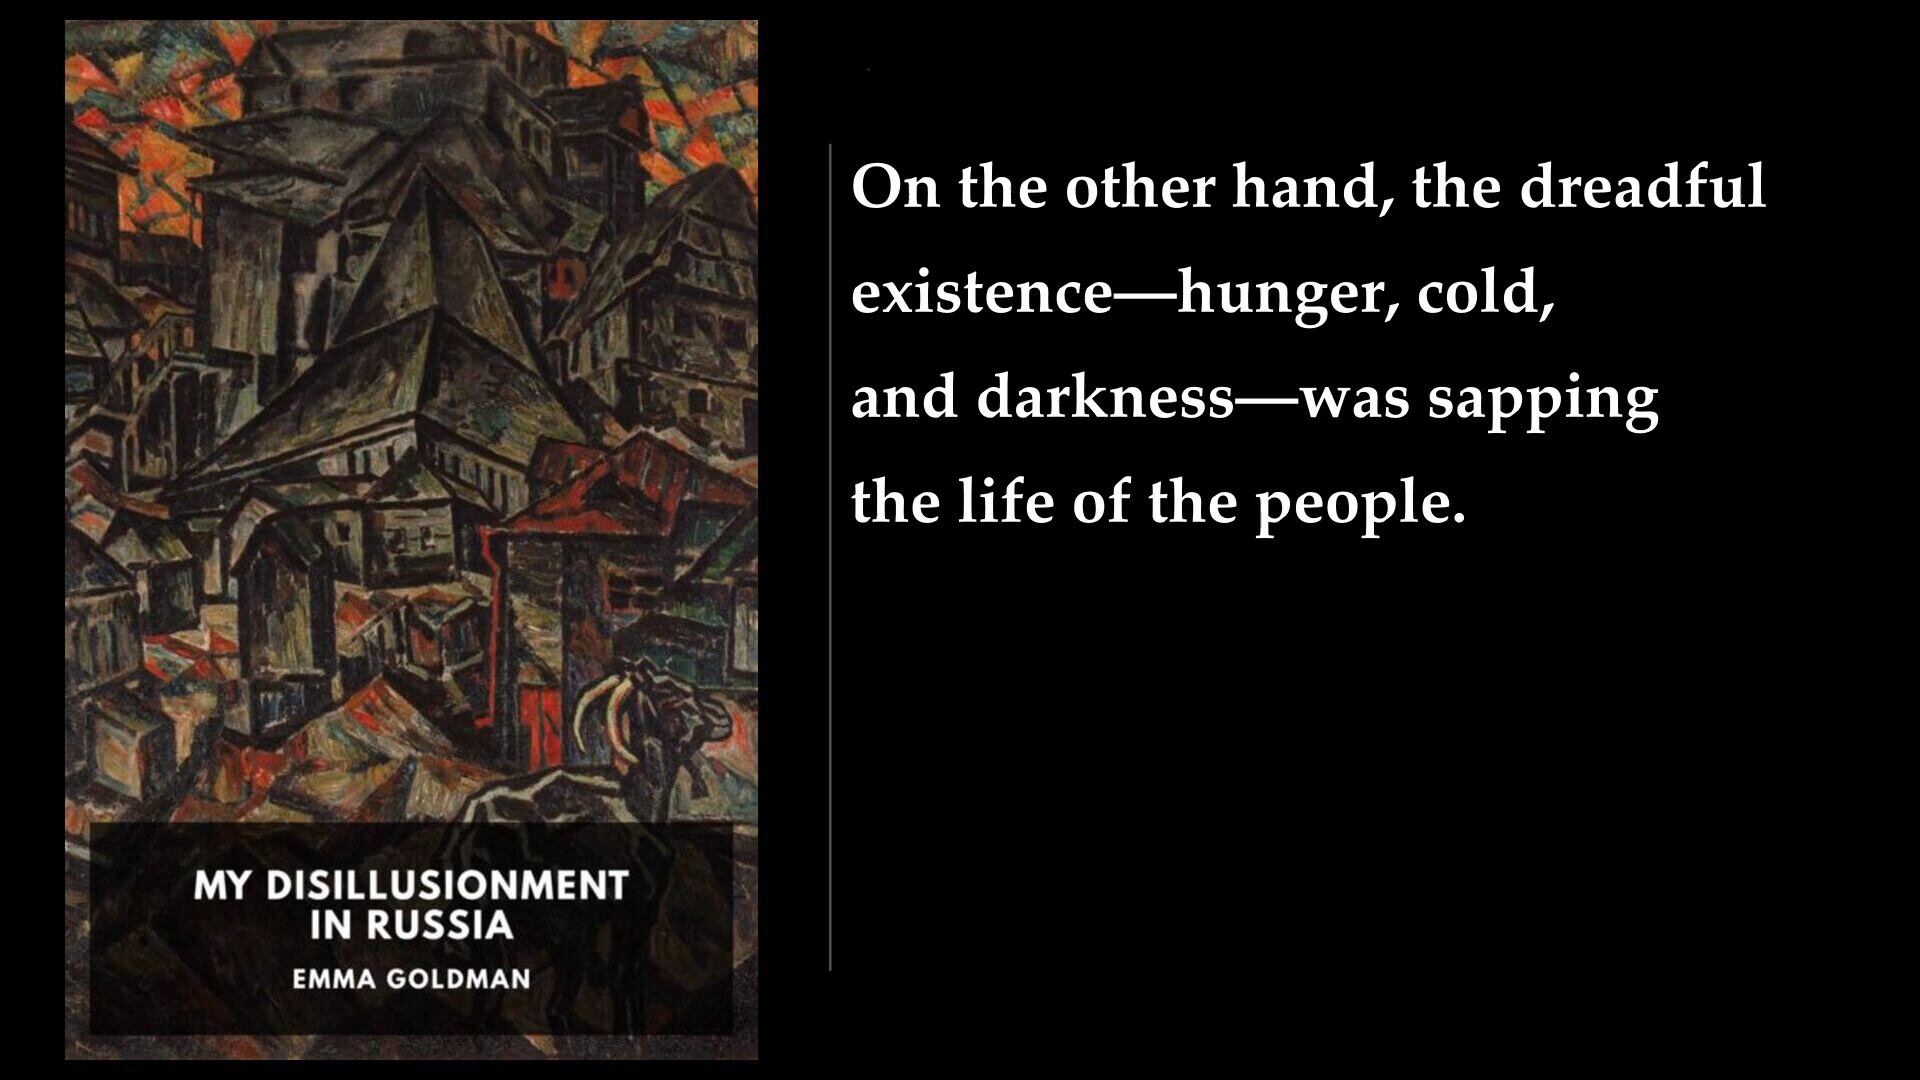 On the other hand, the dreadful
existence—hunger, cold,
and darkness—was sapping
the life of the people.
MY DISILLUSIONMENT
IN RUSSIA
EMMA GOLDMAN